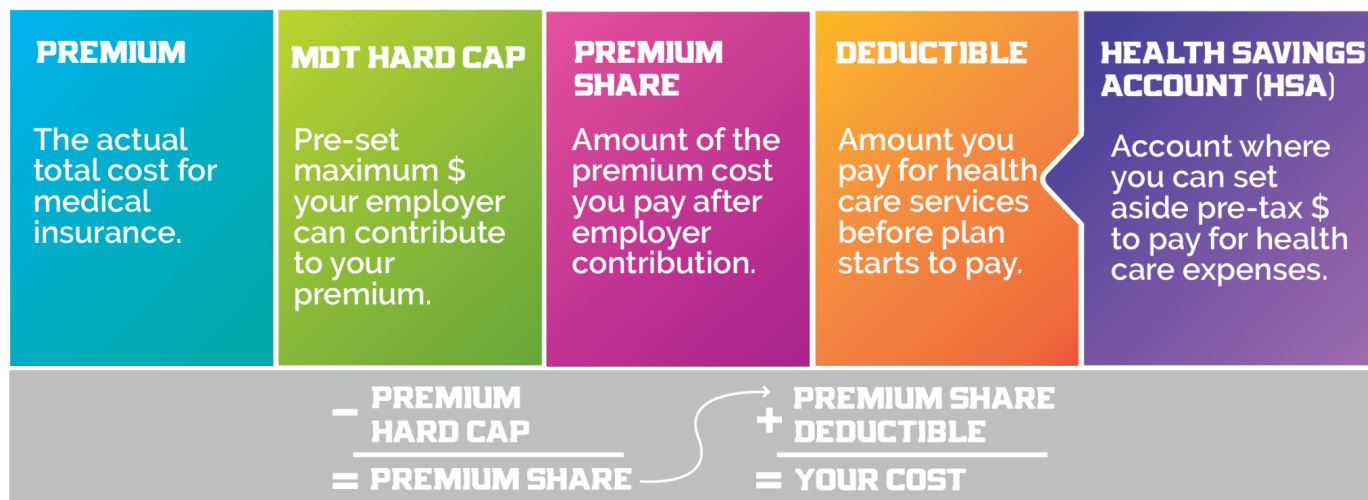 PREMIUM
The actual
total cost for
medical
insurance.
MDT HARD CAP
Pre-set
maximum $
your employer
can contribute
to your
premium.
PREMIUM
SHARE
Amount of the
premium cost
you pay after
employer
contribution.
DEDUCTIBLE
Amount you
pay for health
care services
before plan
starts to pay.
HEALTH SAVINGS
ACCOUNT (HSA)
Account where
you can set
aside pre-tax $
to pay for health
care expenses.
PREMIUM
- HARD CAP
= PREMIUM SHARE
PREMIUM SHARE
+ DEDUCTIBLE
= YOUR COST